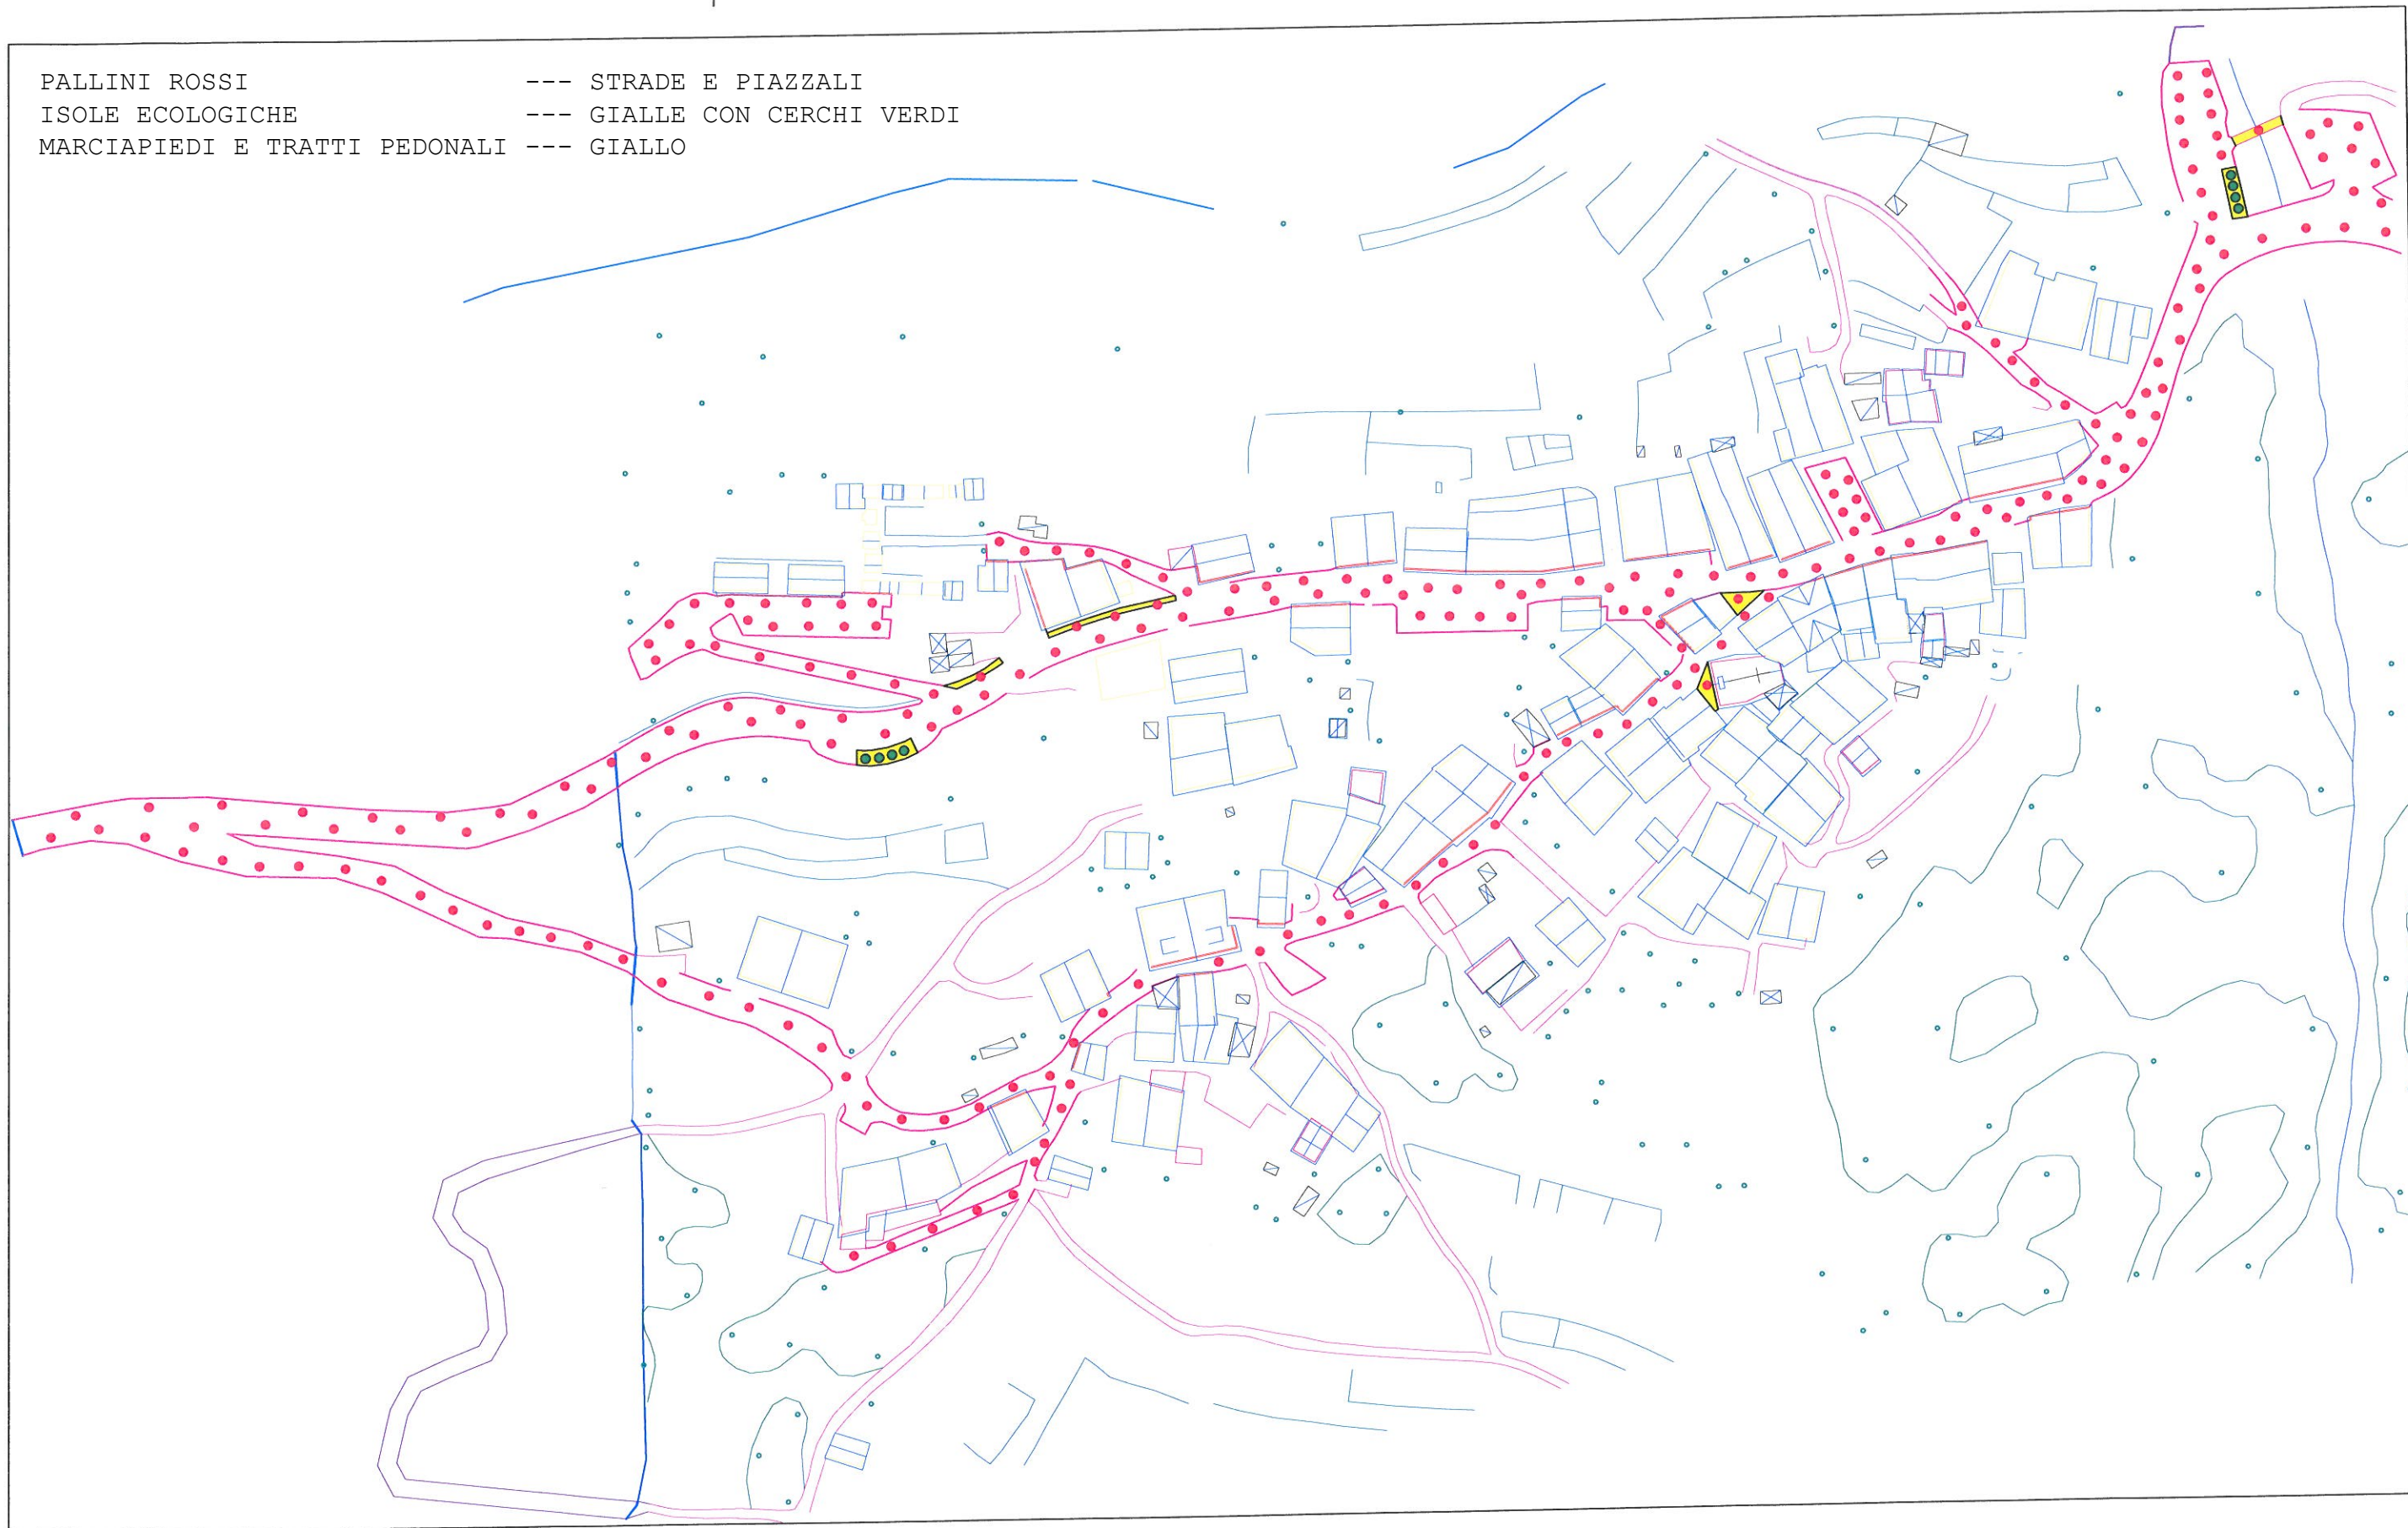 PALLINI ROSSI --- STRADE E PIAZZALI
ISOLE ECOLOGICHE --- GIALLE CON CERCHI VERDI
MARCIAPIEDI E TRATTI PEDONALI --- GIALLO